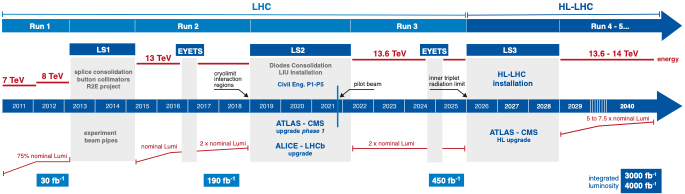 LHC
HL-LHC
Run 1
Run 2
Run 3
Run 4 - 5...
LS1
EYETS
LS2
EYETS
LS3
13 TeV
13.6 TeV
13.6 - 14 TeV
energy
7 TeV
8 TeV
splice consolidation
button collimators
R2E project
cryolimit
interaction
regions
Diodes Consolidation
LIU Installation
Civil Eng. P1-P5
pilot beam
inner triplet
radiation limit
HL-LHC
installation
2011
2012
2013
2014
2015
2016
2017
2018
2019
2020
2021
2022
2023
2024
2025
2026
2027
2028
2029
2040
experiment
beam pipes
nominal Lumi
2 x nominal Lumi
ATLAS - CMS
upgrade phase 1
ALICE - LHCb
upgrade
2 x nominal Lumi
ATLAS - CMS
HL upgrade
5 to 7.5 x nominal Lumi
75% nominal Lumi
30 fb-1
190 fb-1
450 fb-1
integrated
luminosity
3000 fb-1
4000 fb-1